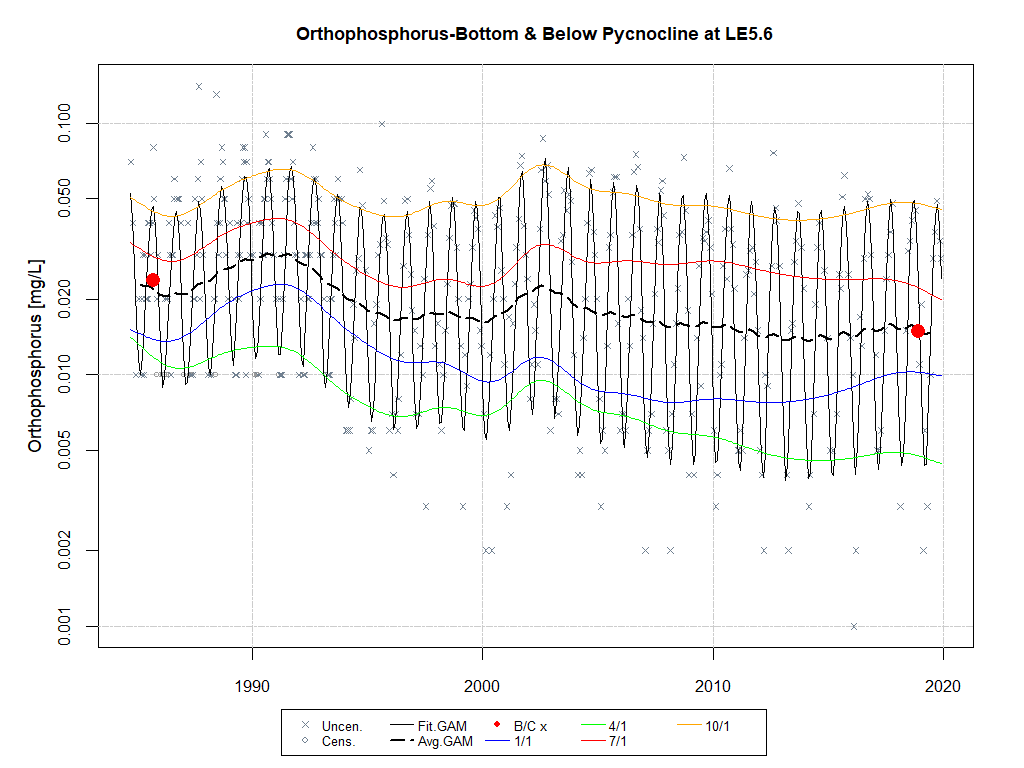 Orthophosphorus-Bottom & Below Pycnocline at LE5.6
Orthophosphorus [mg/L]
0.100
0.050
0.020
0.010
0.005
0.002
0.001
1990 2000 2010 2020
Uncen. Fit.GAM B/C x 4/1 10/1
Cens. Avg.GAM 1/1 7/1